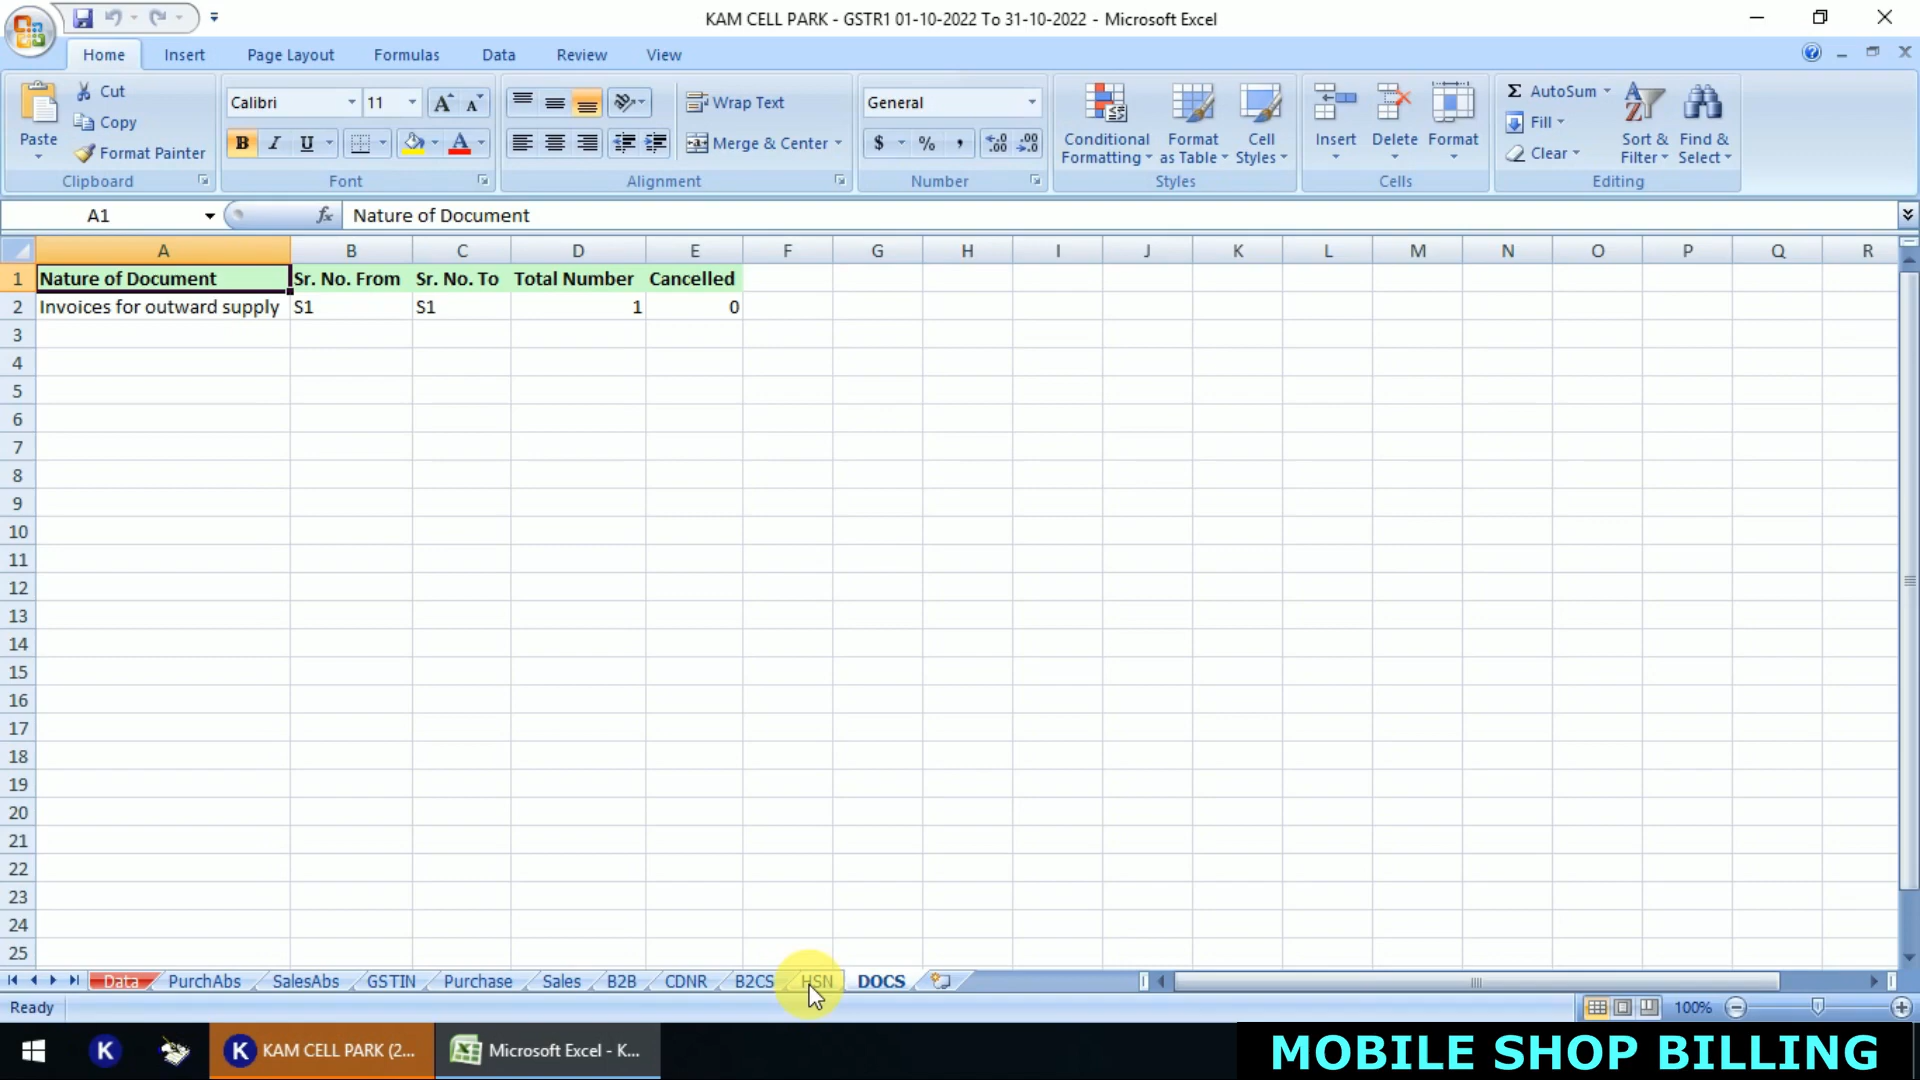 KAM CELL PARK - GSTR1 01-10-2022 To 31-10-2022 - Microsoft Excel
Home Insert Page Layout Formulas Data Review View
Paste Cut Copy Format Painter
Calibri 11
B I U
Wrap Text
Merge & Center
General
$ % ,
Conditional Formatting Format as Table Cell Styles
Insert Delete Format
Σ AutoSum Fill Clear
Sort & Filter Find & Select
Clipboard Font Alignment Number Styles Cells Editing
A1 fx Nature of Document
A B C D E F G H I J K L M N O P Q R
1 Nature of Document Sr. No. From Sr. No. To Total Number Cancelled
2 Invoices for outward supply S1 S1 1 0
3
4
5
6
7
8
9
10
11
12
13
14
15
16
17
18
19
20
21
22
23
24
25
Data PurchAbs SalesAbs GSTIN Purchase Sales B2B CDNR B2CS HSN DOCS
Ready 100%
K K KAM CELL PARK (2... Microsoft Excel - K...
MOBILE SHOP BILLING